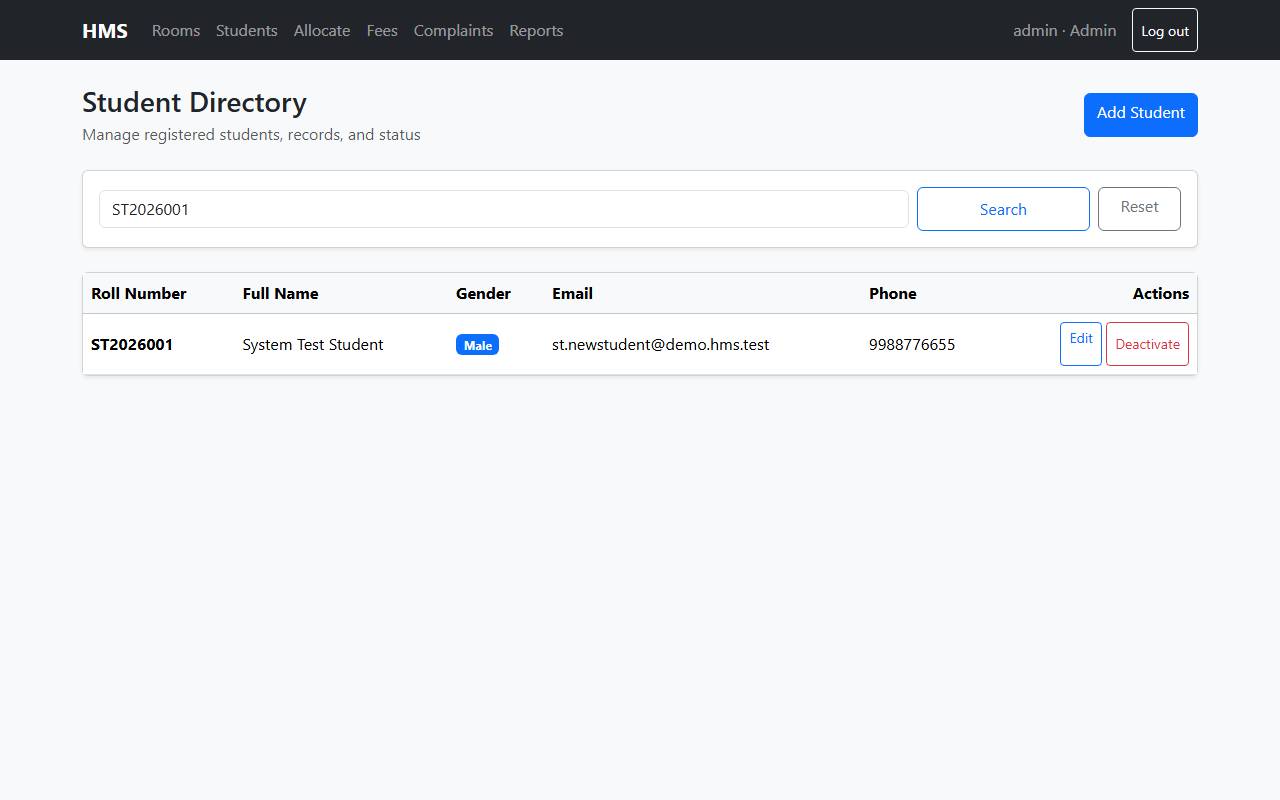 HMS Rooms Students Allocate Fees Complaints Reports admin · Admin Log out
Student Directory
Manage registered students, records, and status
Add Student
ST2026001 Search Reset
Roll Number Full Name Gender Email Phone Actions
ST2026001 System Test Student Male st.newstudent@demo.hms.test 9988776655 Edit Deactivate